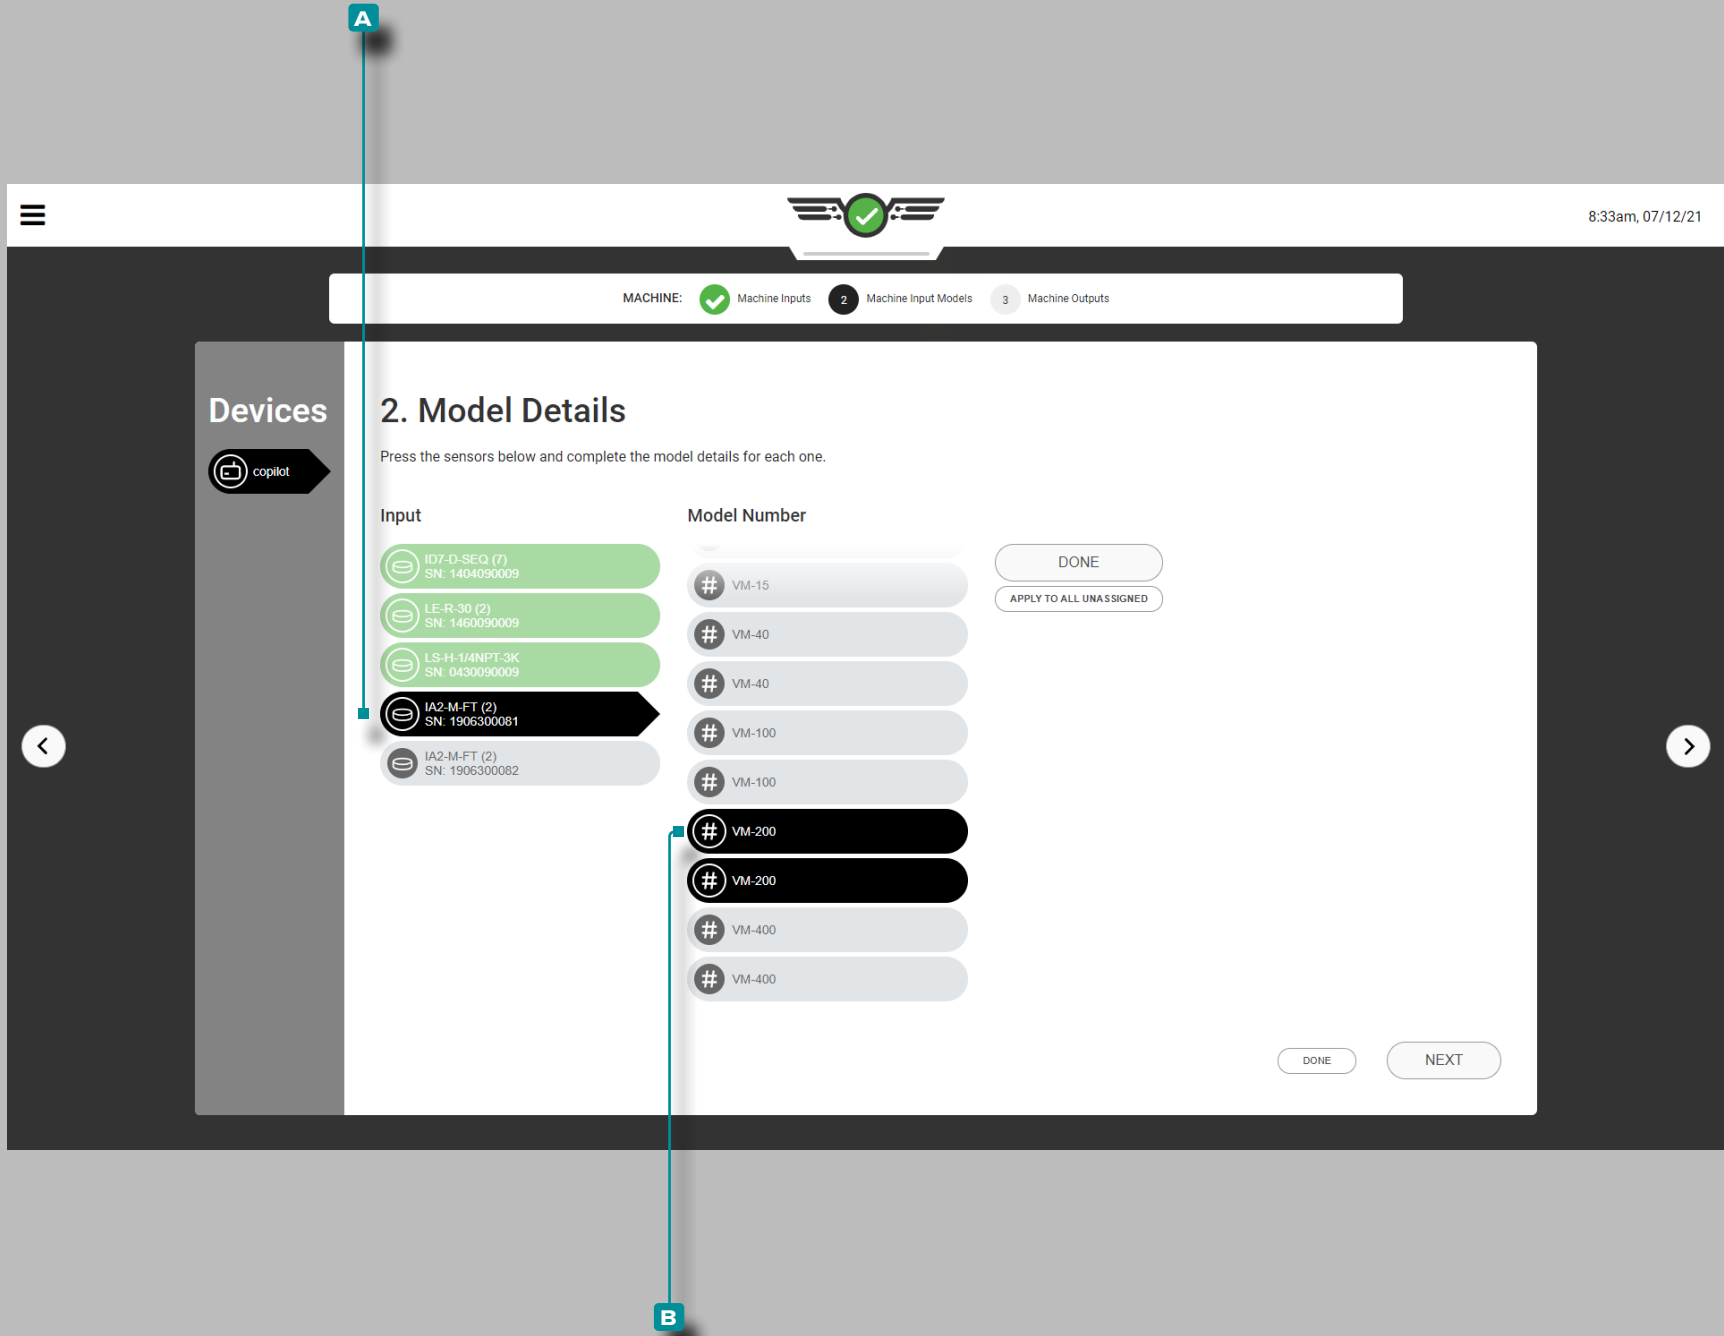 A
8:33am, 07/12/21
MACHINE: Machine Inputs 2 Machine Input Models 3 Machine Outputs
Devices
copilot
2. Model Details
Press the sensors below and complete the model details for each one.
Input
ID7-D-SEQ (7)
SN: 1404090009
LE-R-30 (2)
SN: 1460090009
LS-H-1/4NPT-3K
SN: 0430090009
IA2-M-FT (2)
SN: 1906300081
IA2-M-FT (2)
SN: 1906300082
Model Number
# VM-15
# VM-40
# VM-40
# VM-100
# VM-100
# VM-200
# VM-200
# VM-400
# VM-400
DONE
APPLY TO ALL UNASSIGNED
DONE
NEXT
B